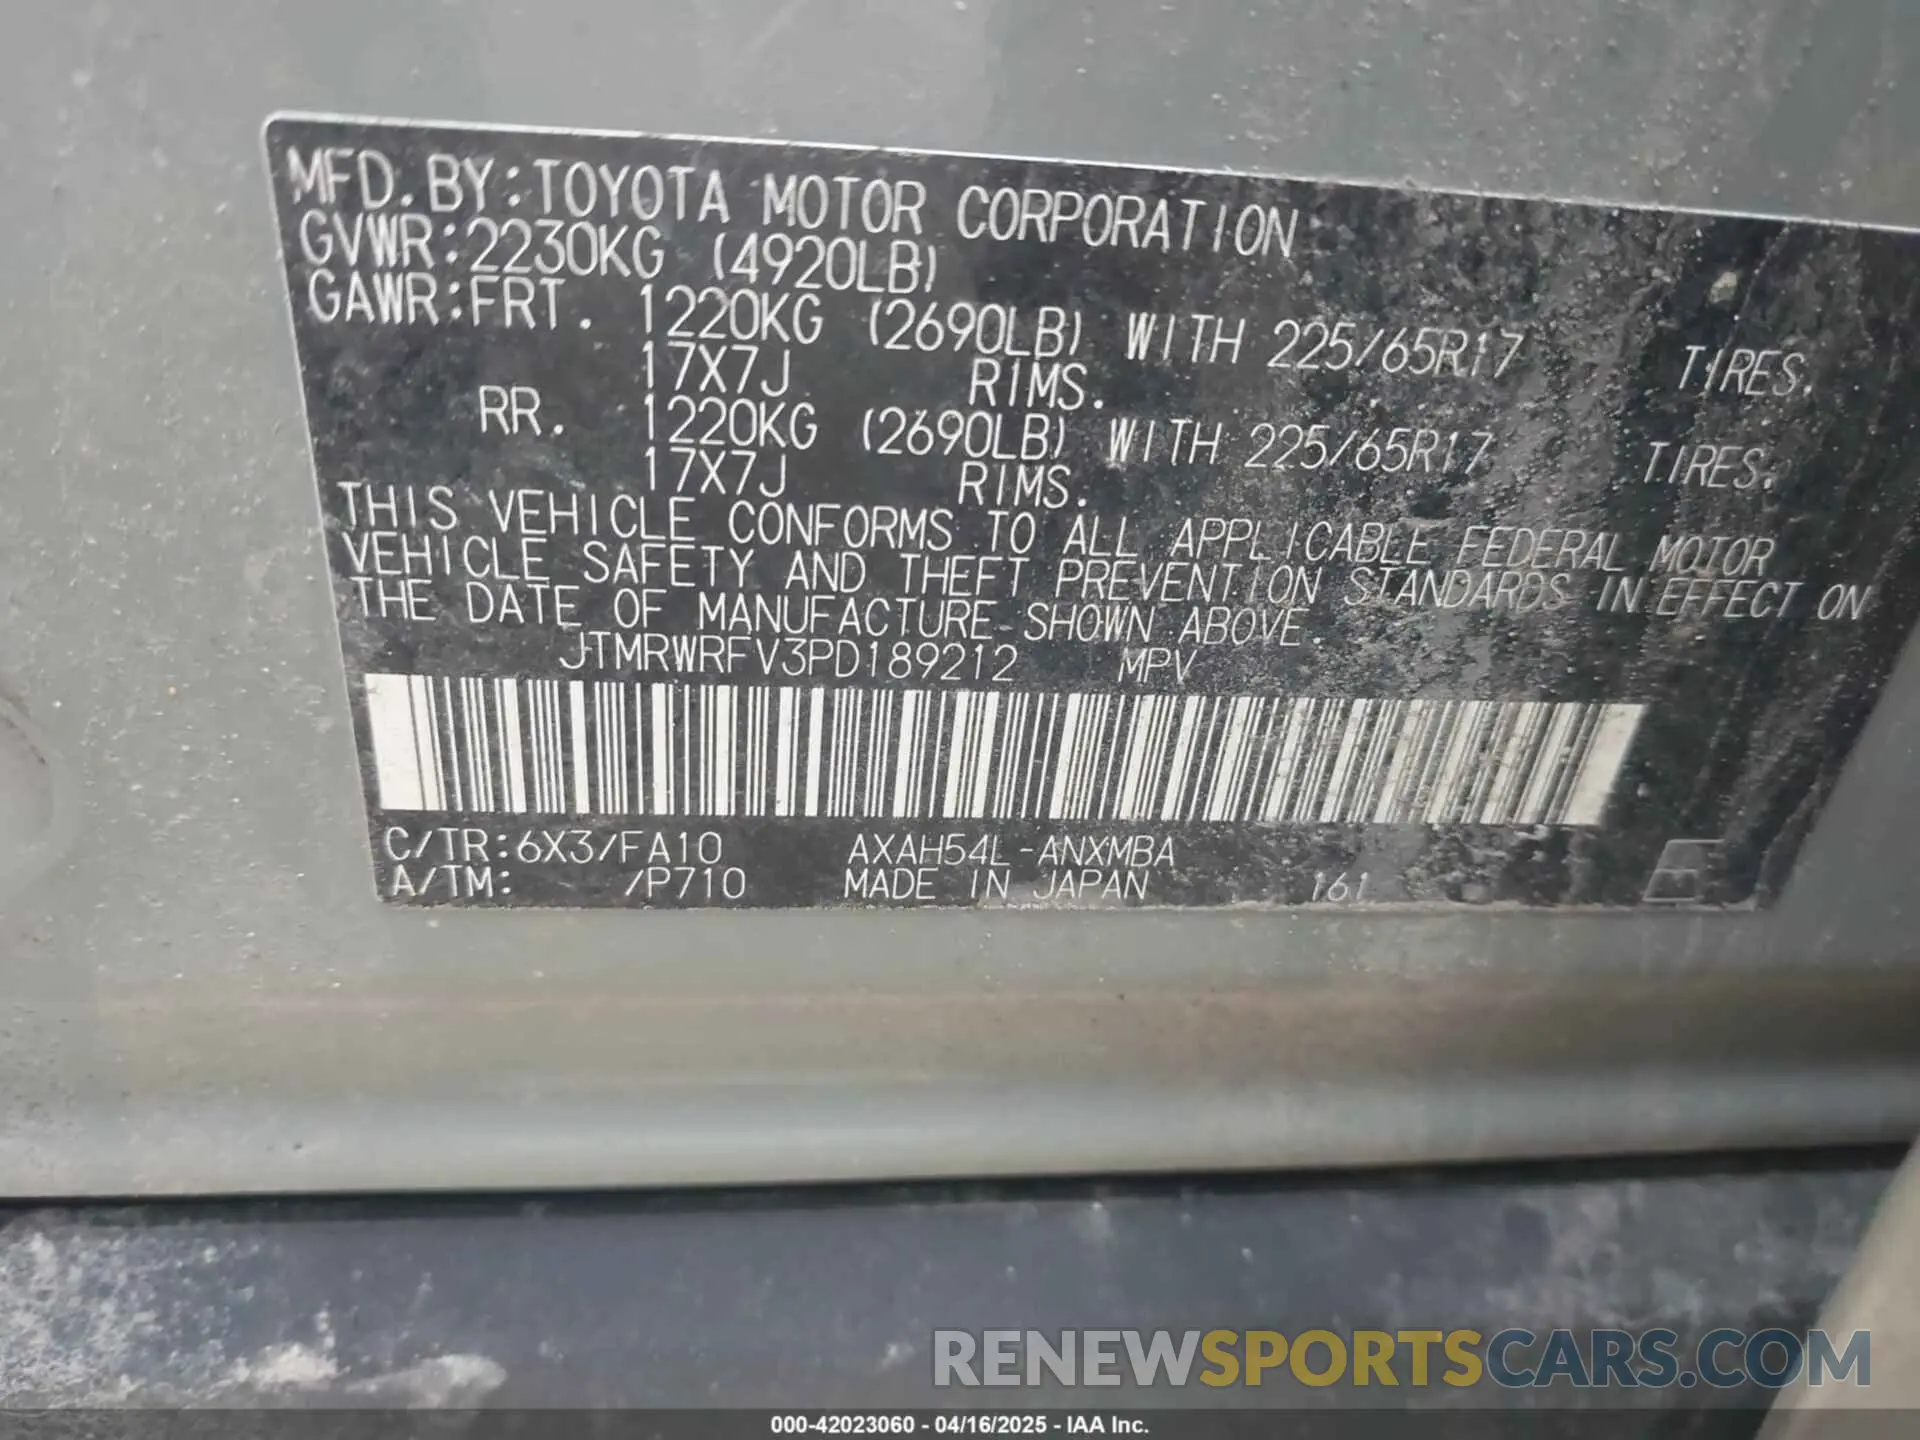 MFD. BY:TOYOTA MOTOR CORPORATION
GVWR:2230KG (4920LB)
GAWR:FRT. 1220KG (2690LB) WITH 225/65R17 TIRES.
17X7J RIMS.
RR. 1220KG (2690LB) WITH 225/65R17 TIRES.
17X7J RIMS.
THIS VEHICLE CONFORMS TO ALL APPLICABLE FEDERAL MOTOR
VEHICLE SAFETY AND THEFT PREVENTION STANDARDS IN EFFECT ON
THE DATE OF MANUFACTURE SHOWN ABOVE.
JTMRWRFV3PD189212 MPV
C/TR:6X3/FA10 AXAH54L-ANXMBA
A/TM: /P710 MADE IN JAPAN 161
RENEWSPORTSCARS.COM
000-42023060 - 04/16/2025 - IAA Inc.